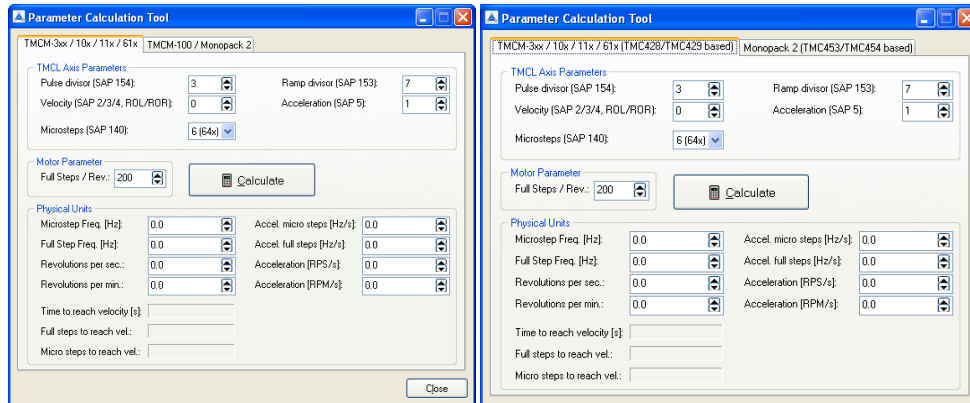 Parameter Calculation Tool
TMCM-3xx / 10x / 11x / 61x TMCM-100 / Monopack 2
TMCL Axis Parameters
Pulse divisor (SAP 154): 3 Ramp divisor (SAP 153): 7
Velocity (SAP 2/3/4, ROL/ROR): 0 Acceleration (SAP 5): 1
Microsteps (SAP 140): 6 (64x)
Motor Parameter
Full Steps / Rev.: 200 Calculate
Physical Units
Microstep Freq. [Hz]: 0.0 Accel. micro steps [Hz/s]: 0.0
Full Step Freq. [Hz]: 0.0 Accel. full steps [Hz/s]: 0.0
Revolutions per sec.: 0.0 Acceleration [RPS/s]: 0.0
Revolutions per min.: 0.0 Acceleration [RPM/s]: 0.0
Time to reach velocity [s]:
Full steps to reach vel.:
Micro steps to reach vel.:
Close
Parameter Calculation Tool
TMCM-3xx / 10x / 11x / 61x (TMC428/TMC429 based) Monopack 2 (TMC453/TMC454 based)
TMCL Axis Parameters
Pulse divisor (SAP 154): 3 Ramp divisor (SAP 153): 7
Velocity (SAP 2/3/4, ROL/ROR): 0 Acceleration (SAP 5): 1
Microsteps (SAP 140): 6 (64x)
Motor Parameter
Full Steps / Rev.: 200 Calculate
Physical Units
Microstep Freq. [Hz]: 0.0 Accel. micro steps [Hz/s]: 0.0
Full Step Freq. [Hz]: 0.0 Accel. full steps [Hz/s]: 0.0
Revolutions per sec.: 0.0 Acceleration [RPS/s]: 0.0
Revolutions per min.: 0.0 Acceleration [RPM/s]: 0.0
Time to reach velocity [s]:
Full steps to reach vel.:
Micro steps to reach vel.: